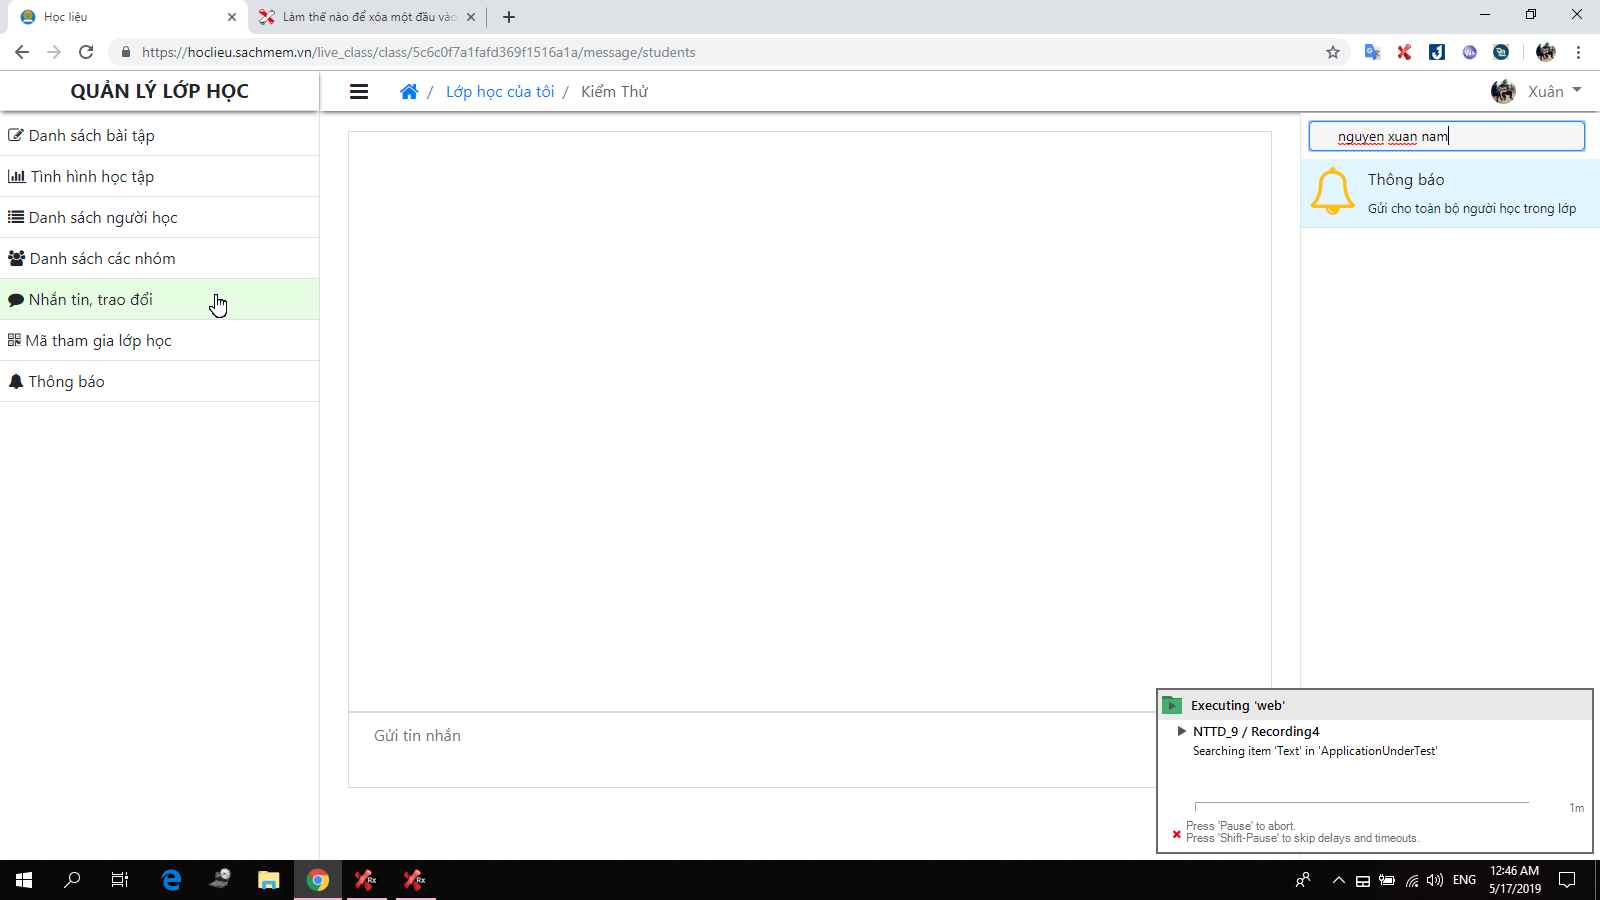 Học liệu
Làm thế nào để xóa một đầu vào
https://hoclieu.sachmem.vn/live_class/class/5c6c0f7a1fafd369f1516a1a/message/students
QUẢN LÝ LỚP HỌC
/ Lớp học của tôi / Kiểm Thử
Xuân
Danh sách bài tập
Tình hình học tập
Danh sách người học
Danh sách các nhóm
Nhắn tin, trao đổi
Mã tham gia lớp học
Thông báo
nguyen xuan nam
Thông báo
Gửi cho toàn bộ người học trong lớp
Gửi tin nhắn
Executing 'web'
NTTD_9 / Recording4
Searching item 'Text' in 'ApplicationUnderTest'
1m
Press 'Pause' to abort.
Press 'Shift-Pause' to skip delays and timeouts.
ENG
12:46 AM
5/17/2019